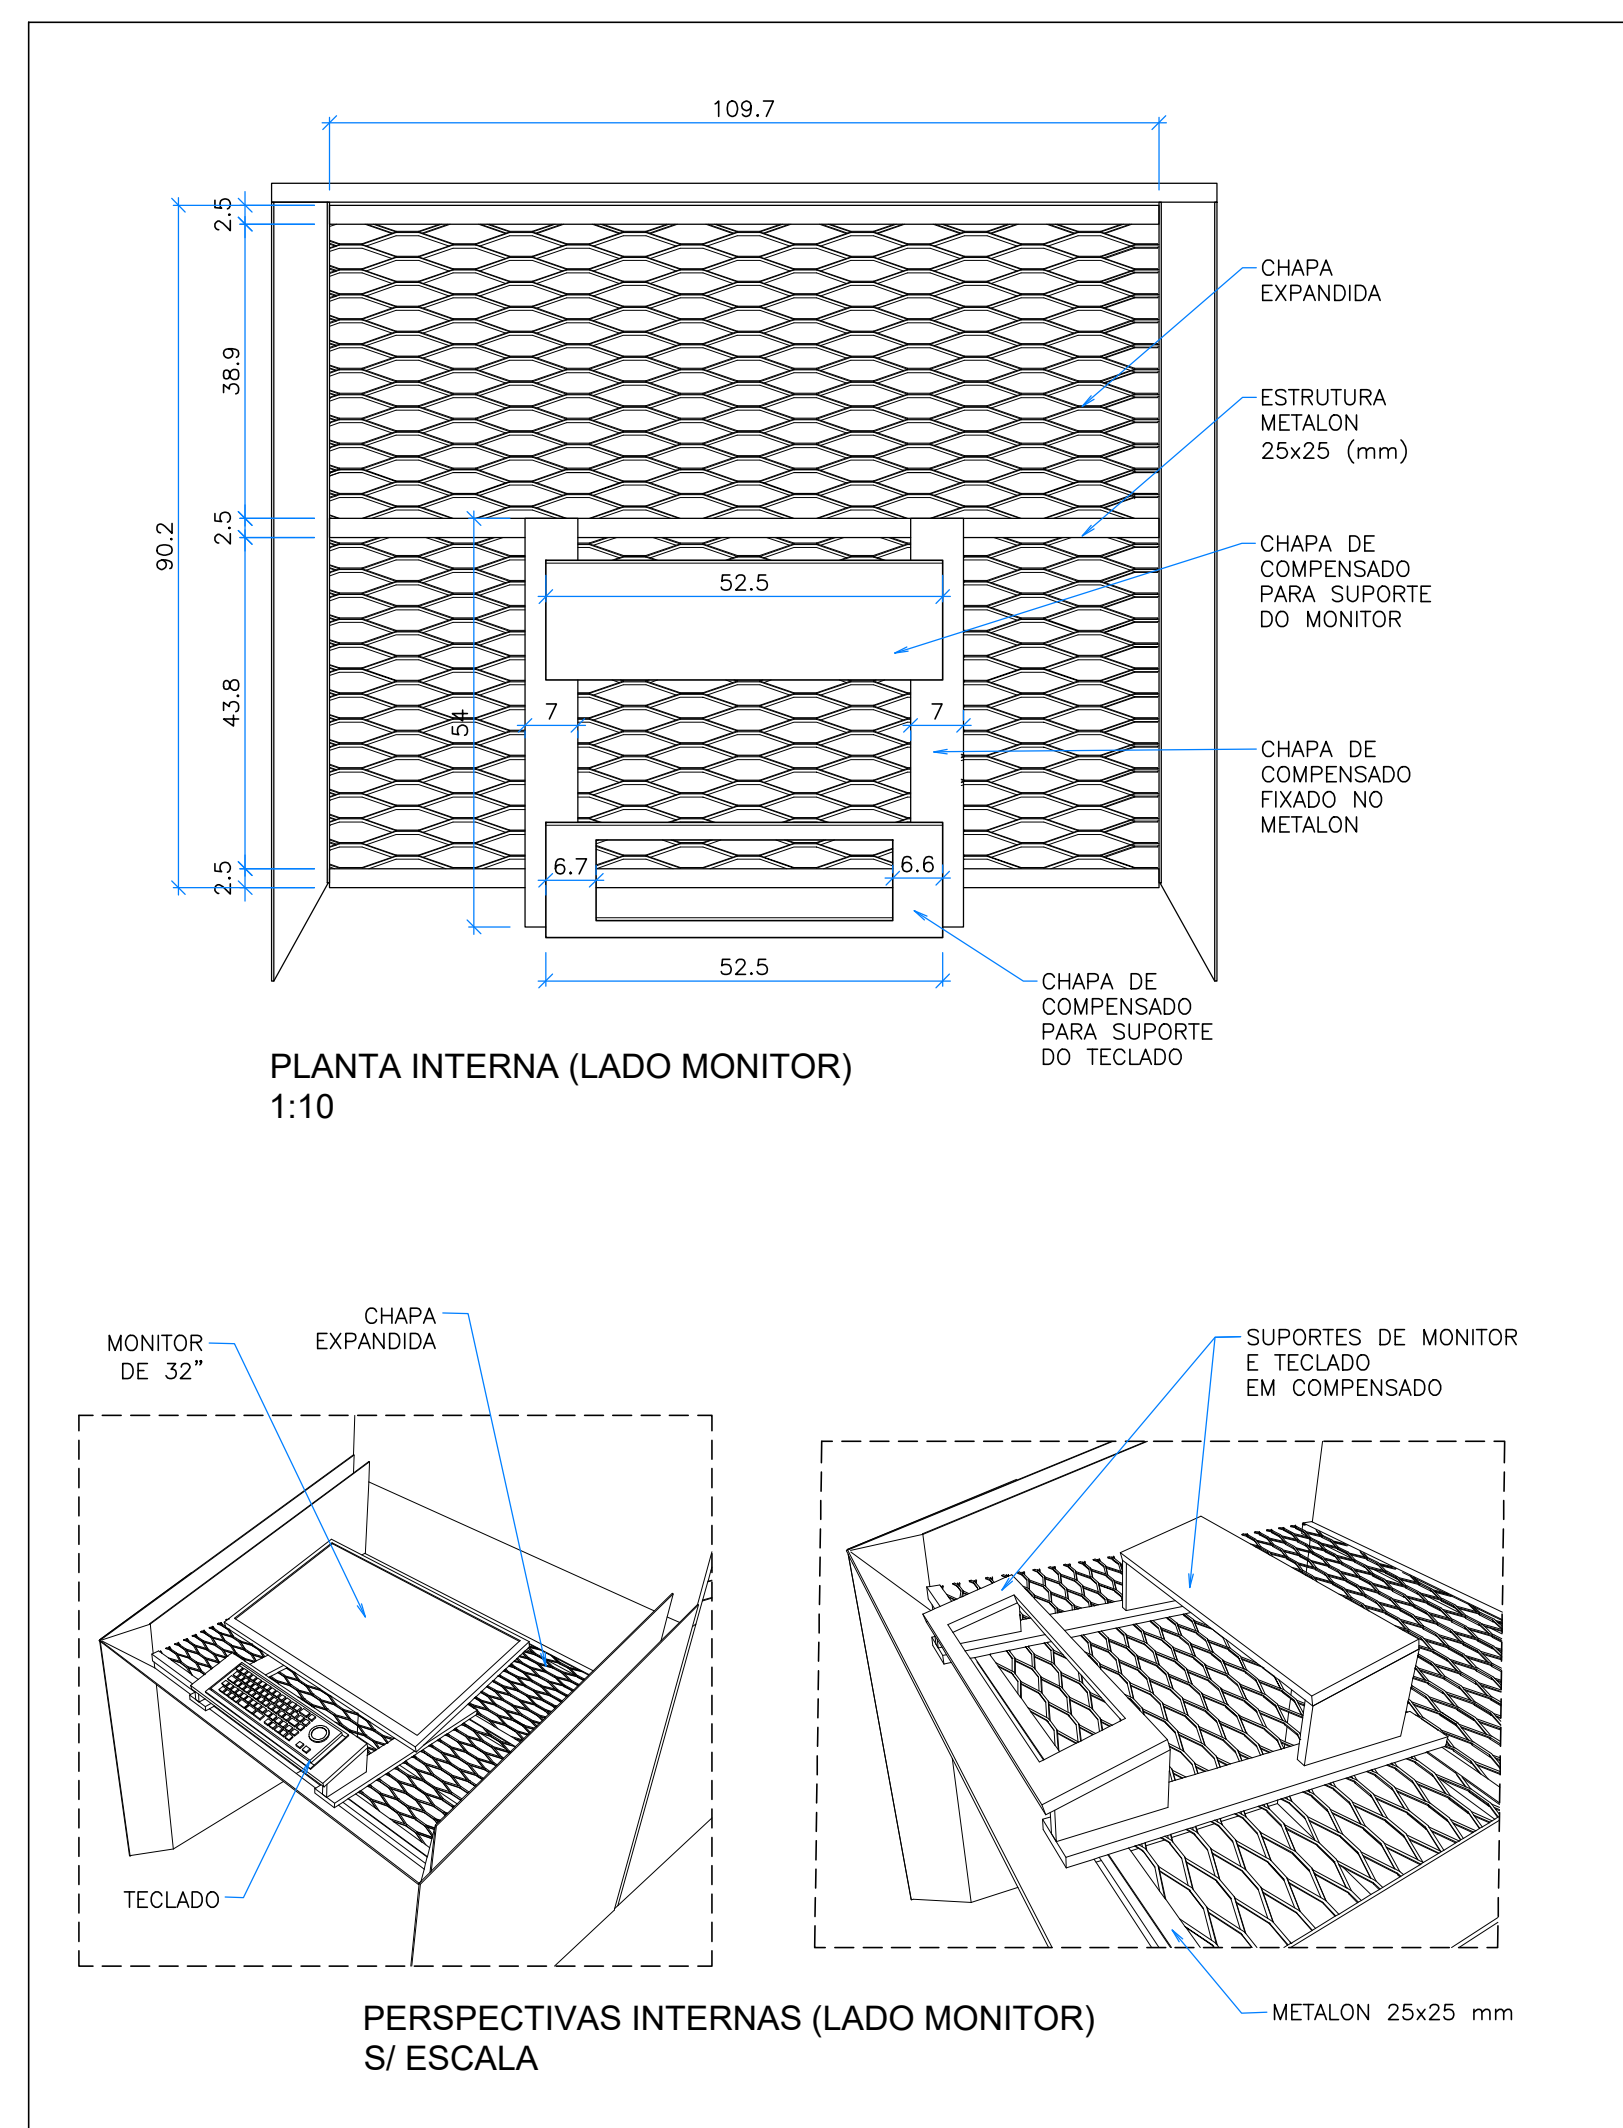 109.7
2.5
38.9
2.5
90.2
43.8
2.5
54
52.5
7
7
6.7
6.6
52.5
CHAPA
EXPANDIDA
ESTRUTURA
METALON
25x25 (mm)
CHAPA DE
COMPENSADO
PARA SUPORTE
DO MONITOR
CHAPA DE
COMPENSADO
FIXADO NO
METALON
CHAPA DE
COMPENSADO
PARA SUPORTE
DO TECLADO
PLANTA INTERNA (LADO MONITOR)
1:10
MONITOR
DE 32”
CHAPA
EXPANDIDA
TECLADO
SUPORTES DE MONITOR
E TECLADO
EM COMPENSADO
METALON 25x25 mm
PERSPECTIVAS INTERNAS (LADO MONITOR)
S/ ESCALA